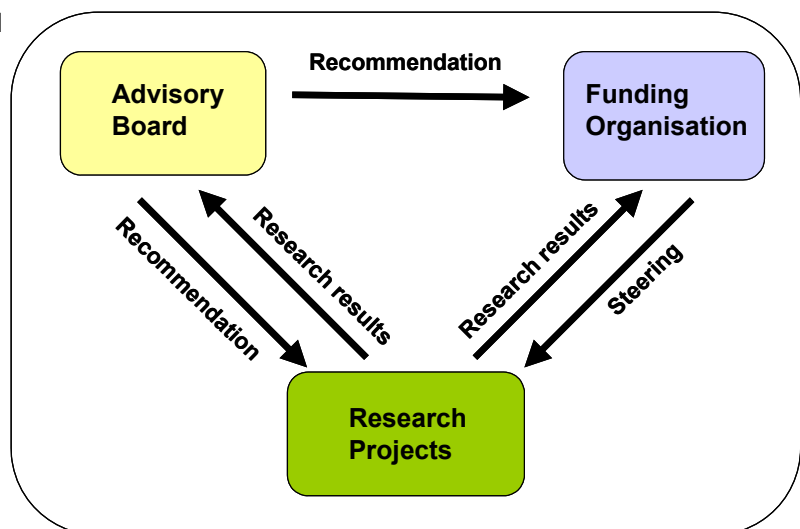 Recommendation
Advisory
Board
Funding
Organisation
Recommendation
Research results
Research results
Steering
Research
Projects